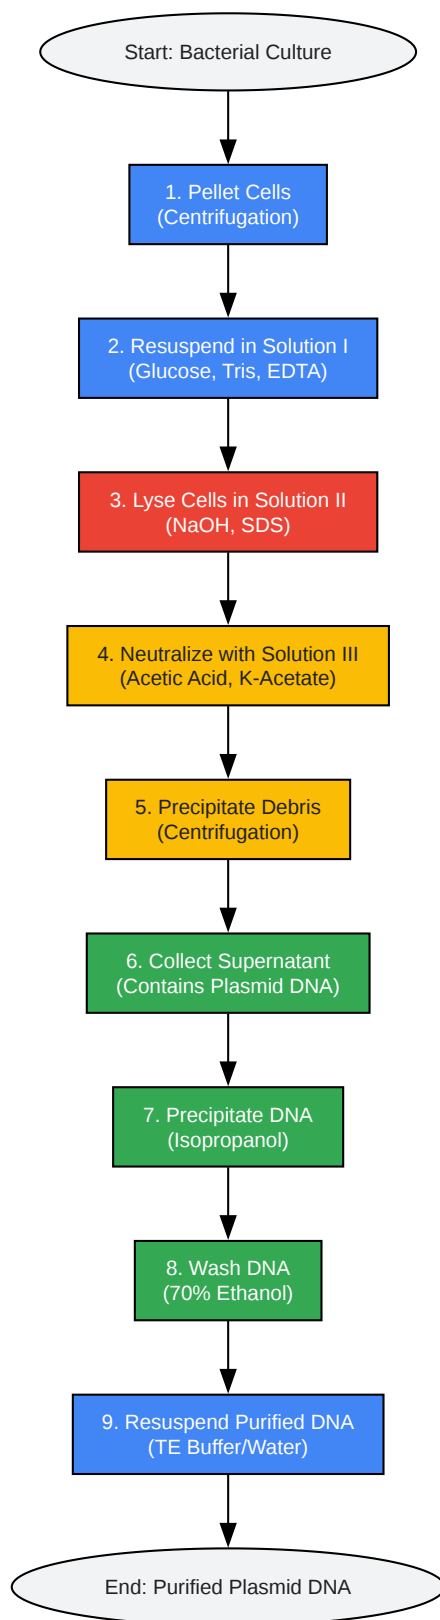 Start: Bacterial Culture
1. Pellet Cells
(Centrifugation)
2. Resuspend in Solution I
(Glucose, Tris, EDTA)
3. Lyse Cells in Solution II
(NaOH, SDS)
4. Neutralize with Solution III
(Acetic Acid, K-Acetate)
5. Precipitate Debris
(Centrifugation)
6. Collect Supernatant
(Contains Plasmid DNA)
7. Precipitate DNA
(Isopropanol)
8. Wash DNA
(70% Ethanol)
9. Resuspend Purified DNA
(TE Buffer/Water)
End: Purified Plasmid DNA